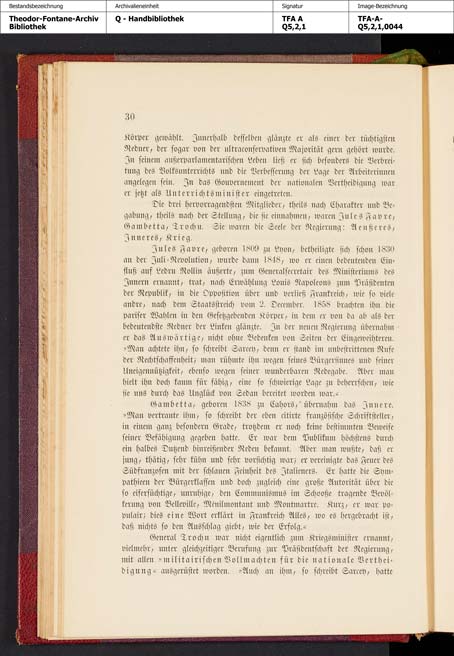 Bestandsbezeichnung
Archivalieneinheit
Signatur
Image-Bezeichnung
Theodor-Fontane-Archiv
Bibliothek
Q - Handbibliothek
TFA A
Q5,2,1
TFA-A-
Q5,2,1,0044
30
Körper gewählt. Innerhalb desselben glänzte er als einer der tüchtigsten
Redner, der sogar von der ultraconservativen Majorität gern gehört wurde.
In seinem außerparlamentarischen Leben ließ er sich besonders die Verbrei-
tung des Volksunterrichts und die Verbesserung der Lage der Arbeiterinnen
angelegen sein. In das Gouvernement der nationalen Vertheidigung war
er jetzt als Unterrichtsminister eingetreten.
Die drei hervorragendsten Mitglieder, theils nach Charakter und Be-
gabung, theils nach der Stellung, die sie einnahmen, waren Jules Favre,
Gambetta, Trochu. Sie waren die Seele der Regierung: Aeußeres,
Inneres, Krieg.
Jules Favre, geboren 1809 zu Lyon, betheiligte sich schon 1830
an der Juli-Revolution, wurde dann 1848, wo er einen bedeutenden Ein-
fluß auf Ledru Rollin äußerte, zum Generalsecretair des Ministeriums des
Innern ernannt, trat, nach Erwählung Louis Napoleons zum Präsidenten
der Republik, in die Opposition über und verließ Frankreich, wie so viele
andre, nach dem Staatsstreich vom 2. December. 1858 brachten ihn die
pariser Wahlen in den Gesetzgebenden Körper, in dem er von da ab als der
bedeutendste Redner der Linken glänzte. In der neuen Regierung übernahm
er das Auswärtige, nicht ohne Bedenken von Seiten der Eingeweihteren.
»Man achtete ihn, so schreibt Sarcey, denn er stand im unbestrittenen Rufe
der Rechtschaffenheit; man rühmte ihn wegen seines Bürgersinnes und seiner
Uneigennützigkeit, ebenso wegen seiner wunderbaren Redegabe. Aber man
hielt ihn doch kaum für fähig, eine so schwierige Lage zu beherrschen, wie
sie uns durch das Unglück von Sedan bereitet worden war.«
Gambetta, geboren 1838 zu Cahors, übernahm das Innere.
»Man vertraute ihm, so schreibt der eben citirte französische Schriftsteller,
in einem ganz besondern Grade, trotzdem er noch keine bestimmten Beweise
seiner Befähigung gegeben hatte. Er war dem Publikum höchstens durch
ein halbes Dutzend hinreißender Reden bekannt. Aber man wußte, daß er
jung, thätig, sehr kühn und sehr vorsichtig war; er vereinigte das Feuer des
Südfranzosen mit der schlauen Feinheit des Italieners. Er hatte die Sym-
pathieen der Bürgerklassen und doch zugleich eine große Autorität über die
so eifersüchtige, unruhige, den Communismus im Schooße tragende Bevöl-
kerung von Belleville, Ménilmontant und Montmartre. Kurz, er war po-
pulair; dies eine Wort erklärt in Frankreich Alles, wo es hergebracht ist,
daß nichts so den Ausschlag giebt, wie der Erfolg.«
General Trochu war nicht eigentlich zum Kriegsminister ernannt,
vielmehr, unter gleichzeitiger Berufung zur Präsidentschaft der Regierung,
mit allen »militairischen Vollmachten für die nationale Verthei-
digung« ausgerüstet worden. »Auch an ihm, so schreibt Sarcey, hatte